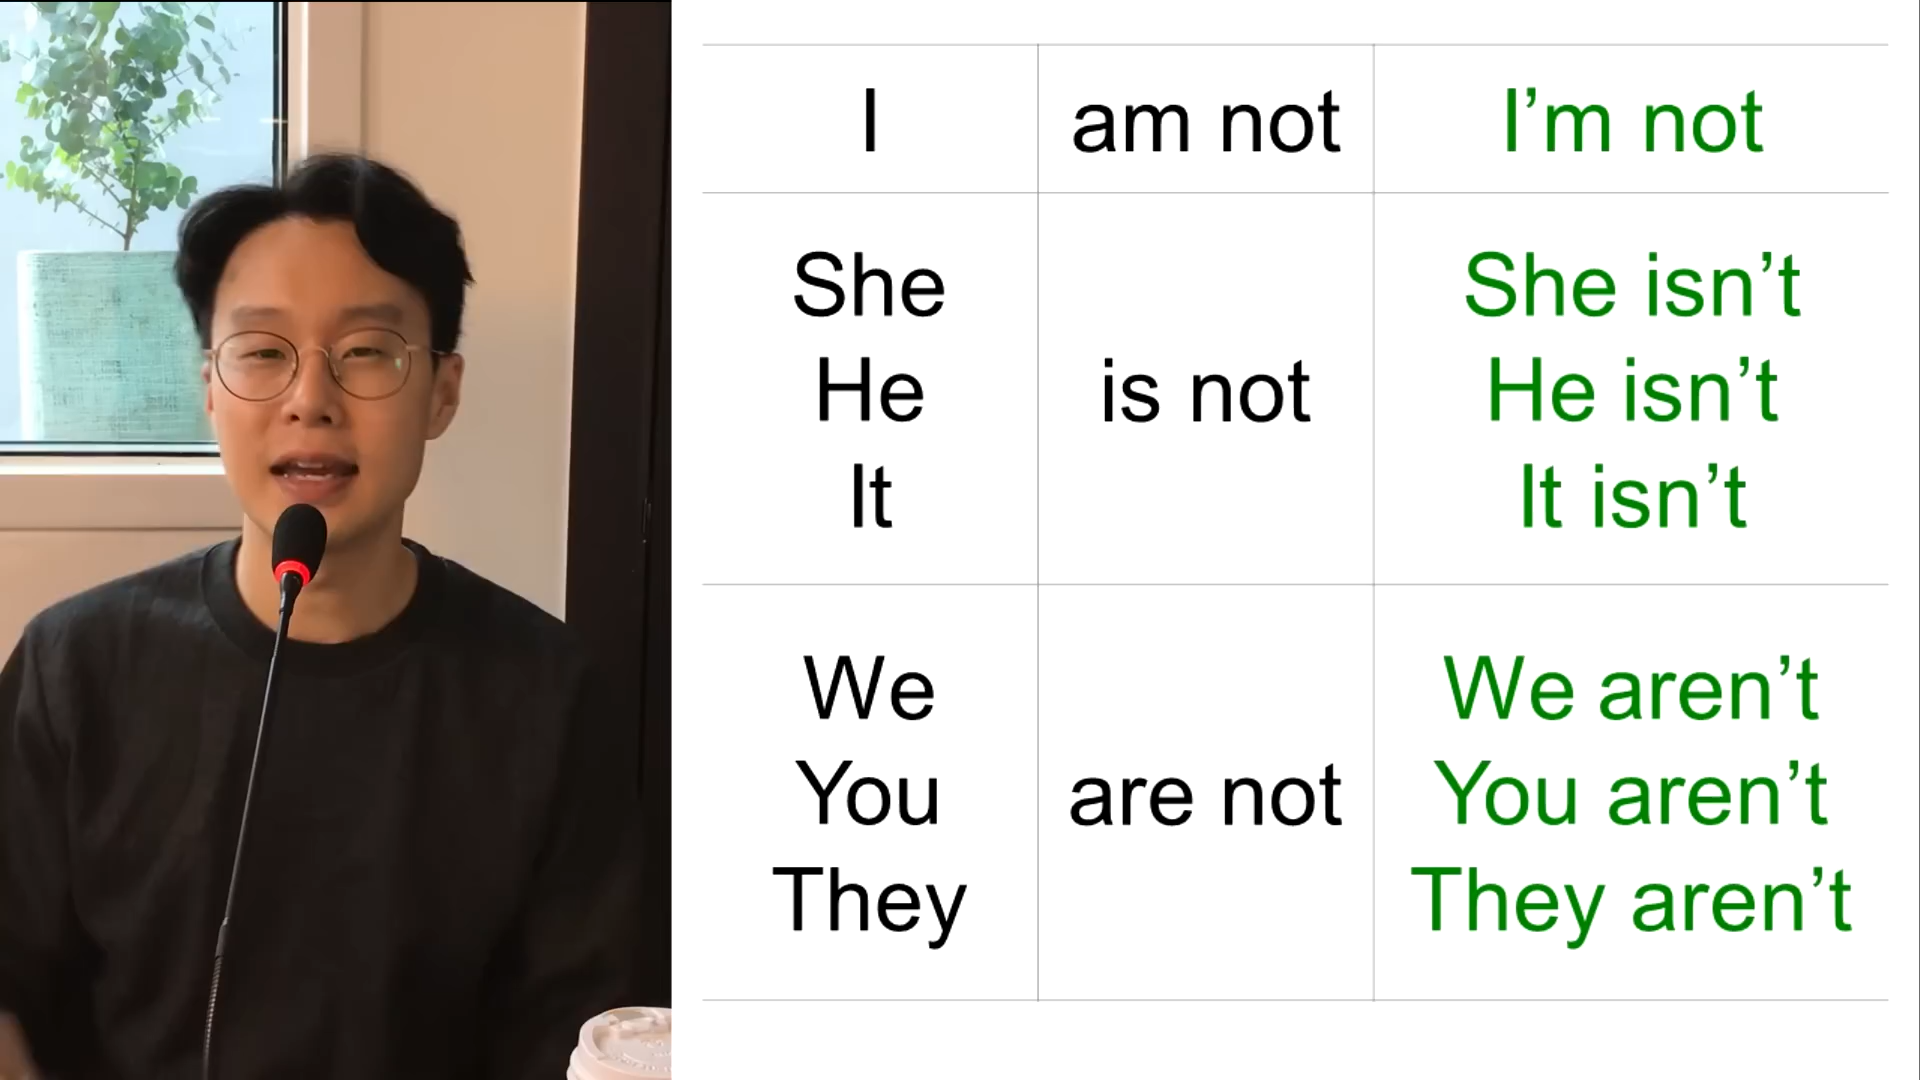 I am not I’m not
She She isn’t
He is not He isn’t
It It isn’t
We We aren’t
You are not You aren’t
They They aren’t